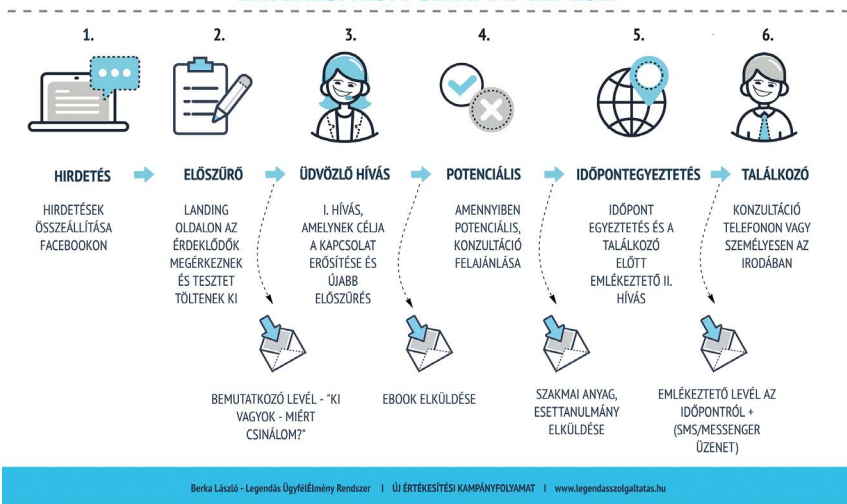 1.
2.
3.
4.
5.
6.
HIRDETÉS
ELŐSZŰRŐ
ÜDVÖZLŐ HÍVÁS
POTENCIÁLIS
IDŐPONTEGYEZTETÉS
TALÁLKOZÓ
HIRDETÉSEK
ÖSSZEÁLLÍTÁSA
FACEBOOKON
LANDING
OLDALON AZ
ÉRDEKLŐDŐK
MEGÉRKEZNEK
ÉS TESZTET
TÖLTENEK KI
I. HÍVÁS,
AMELYNEK CÉLJA
A KAPCSOLAT
ERŐSÍTÉSE ÉS
ÚJABB
ELŐSZŰRÉS
AMENNYIBEN
POTENCIÁLIS,
KONZULTÁCIÓ
FELAJÁNLÁSA
IDŐPONT
EGYEZTETÉS ÉS A
TALÁLKOZÓ
ELŐTT
EMLÉKEZTETŐ II.
HÍVÁS
KONZULTÁCIÓ
TELEFONON VAGY
SZEMÉLYESEN AZ
IRODÁBAN
BEMUTATKOZÓ LEVÉL - "KI
VAGYOK - MIÉRT
CSINÁLOM?"
EBOOK ELKÜLDÉSE
SZAKMAI ANYAG,
ESETTANULMÁNY
ELKÜLDÉSE
EMLÉKEZTETŐ LEVÉL AZ
IDŐPONTRÓL +
(SMS/MESSENGER
ÜZENET)
Berka László - Legendás ÜgyfélÉlmény Rendszer I ÚJ ÉRTÉKESÍTÉSI KAMPÁNYFOLYAMAT I www.legendasszolgaltatas.hu